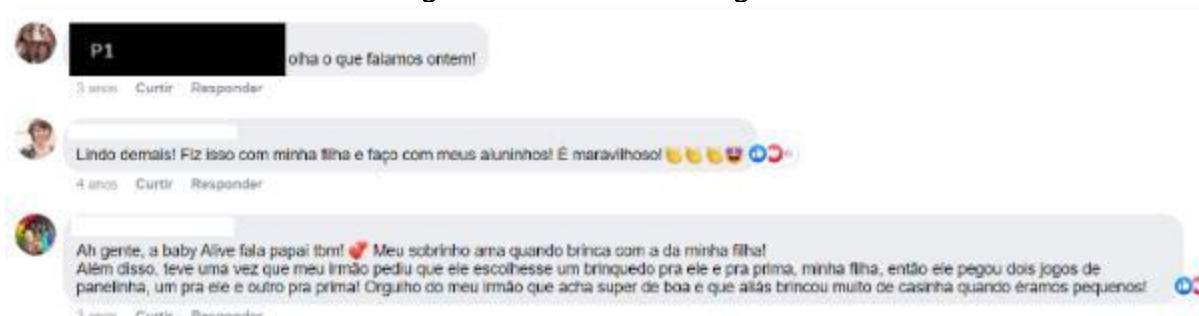 P1 olha o que falamos ontem!
3 anos Curtir Responder
Lindo demais! Fiz isso com minha filha e faço com meus aluninhos! É maravilhoso! 👏👏👏🤩
4 anos Curtir Responder
Ah gente, a baby Alive fala papai tbm! 💕 Meu sobrinho ama quando brinca com a da minha filha!
Além disso, teve uma vez que meu irmão pediu que ele escolhesse um brinquedo pra ele e pra prima, minha filha, então ele pegou dois jogos de
panelinha, um pra ele e outro pra prima! Orgulho do meu irmão que acha super de boa e que aliás brincou muito de casinha quando éramos pequenos!
3 anos Curtir Responder